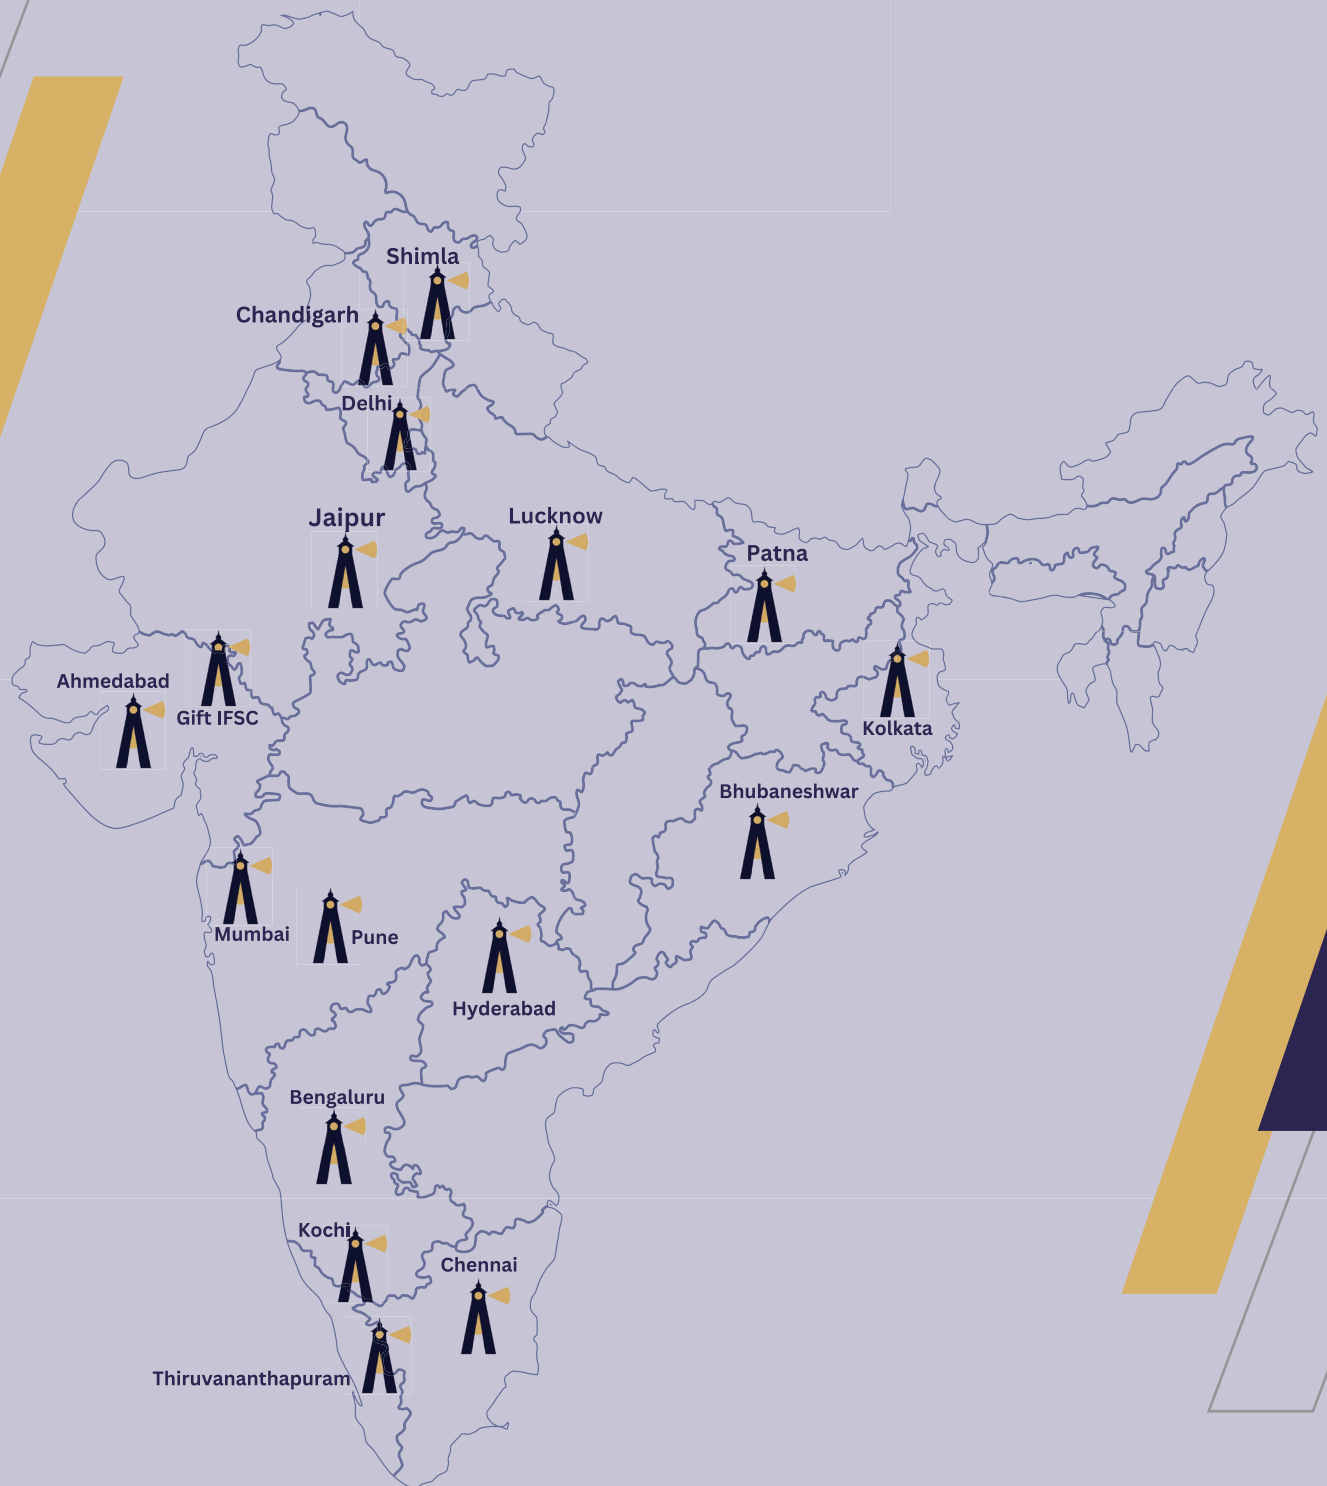 Shimla
Chandigarh
Delhi
Jaipur
Lucknow
Patna
Ahmedabad
Gift IFSC
Kolkata
Bhubaneshwar
Mumbai
Pune
Hyderabad
Bengaluru
Kochi
Chennai
Thiruvananthapuram